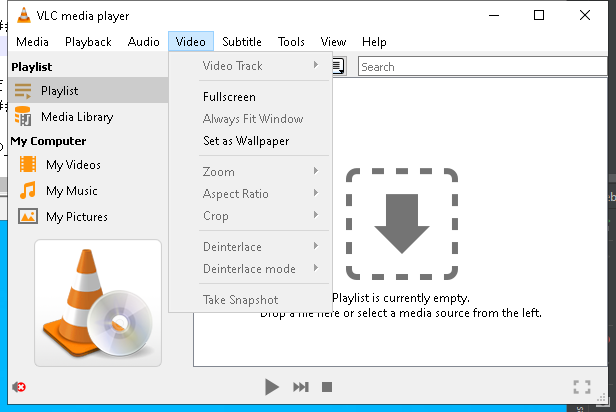 VLC media player
Media Playback Audio Video Subtitle Tools View Help
Playlist
Playlist
Media Library
My Computer
My Videos
My Music
My Pictures
Video Track
Fullscreen
Always Fit Window
Set as Wallpaper
Zoom
Aspect Ratio
Crop
Deinterlace
Deinterlace mode
Take Snapshot
Search
Playlist is currently empty.
Drop a file here or select a media source from the left.